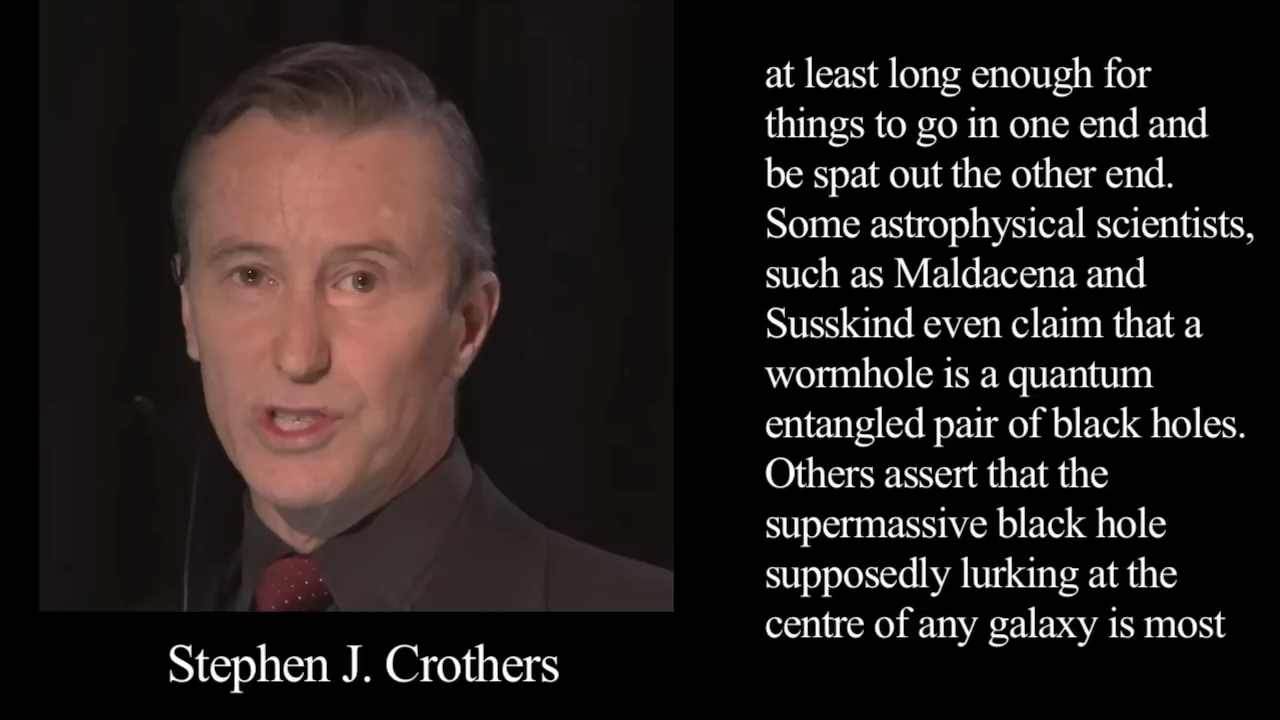 at least long enough for
things to go in one end and
be spat out the other end.
Some astrophysical scientists,
such as Maldacena and
Susskind even claim that a
wormhole is a quantum
entangled pair of black holes.
Others assert that the
supermassive black hole
supposedly lurking at the
centre of any galaxy is most
Stephen J. Crothers